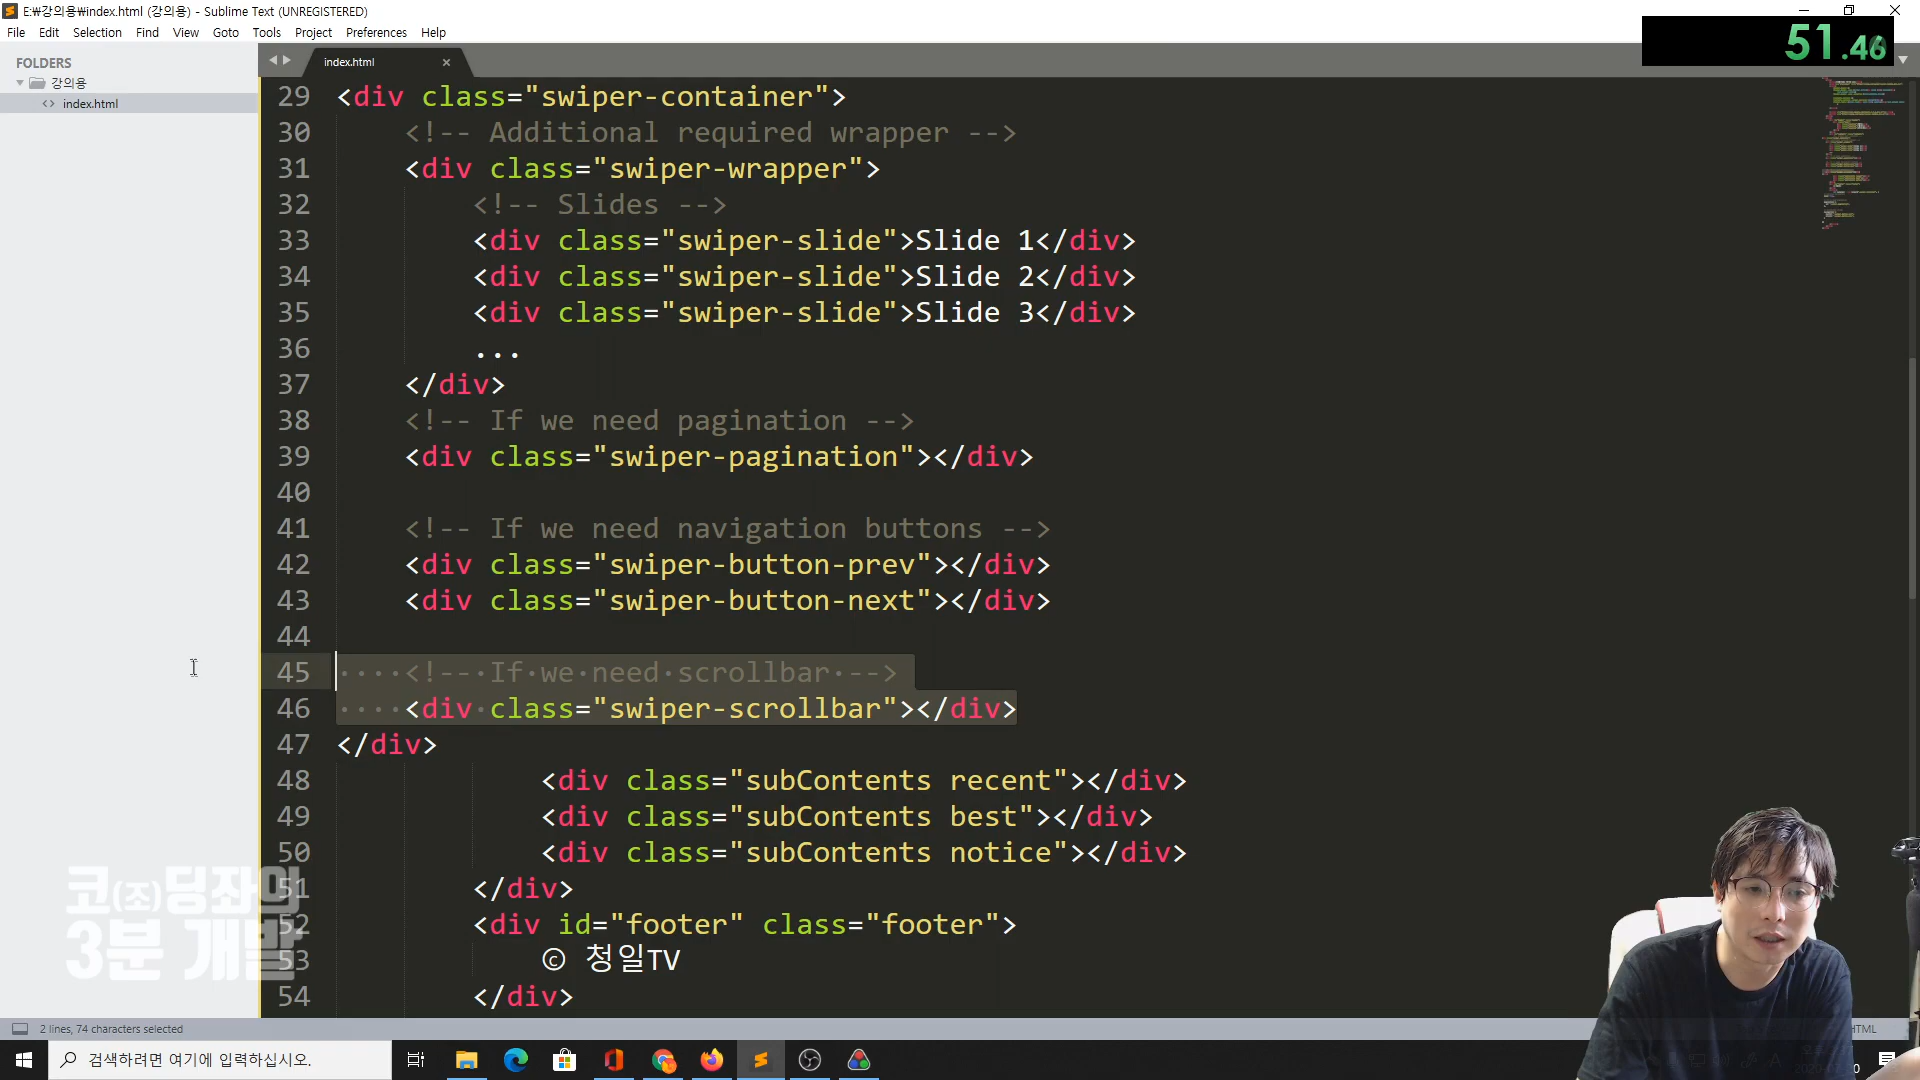 E:₩강의용₩index.html (강의용) - Sublime Text (UNREGISTERED)
File Edit Selection Find View Goto Tools Project Preferences Help
51.46
FOLDERS
강의용
<> index.html
index.html
29 <div class="swiper-container">
30 <!-- Additional required wrapper -->
31 <div class="swiper-wrapper">
32 <!-- Slides -->
33 <div class="swiper-slide">Slide 1</div>
34 <div class="swiper-slide">Slide 2</div>
35 <div class="swiper-slide">Slide 3</div>
36 ...
37 </div>
38 <!-- If we need pagination -->
39 <div class="swiper-pagination"></div>
40
41 <!-- If we need navigation buttons -->
42 <div class="swiper-button-prev"></div>
43 <div class="swiper-button-next"></div>
44
45 <!-- If we need scrollbar -->
46 <div class="swiper-scrollbar"></div>
47 </div>
48 <div class="subContents recent"></div>
49 <div class="subContents best"></div>
50 <div class="subContents notice"></div>
51 </div>
52 <div id="footer" class="footer">
53 © 청일TV
54 </div>
코(조)딩좌의
3분 개발
2 lines, 74 characters selected
HTML
검색하려면 여기에 입력하십시오.